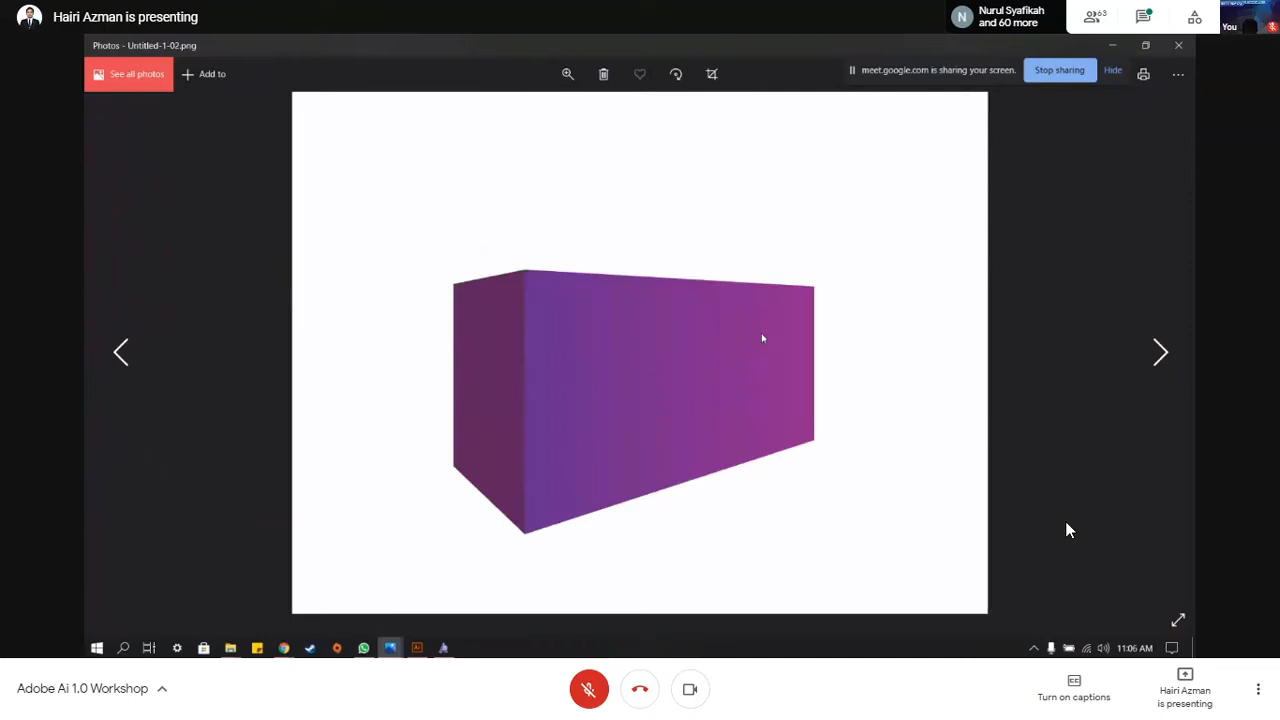 Hairi Azman is presenting
Nurul Syafikah
and 60 more
N
63
You
Photos - Untitled-1-02.png
See all photos
Add to
meet.google.com is sharing your screen.
Stop sharing
Hide
Ai
11:06 AM
Adobe Ai 1.0 Workshop
Turn on captions
Hairi Azman
is presenting